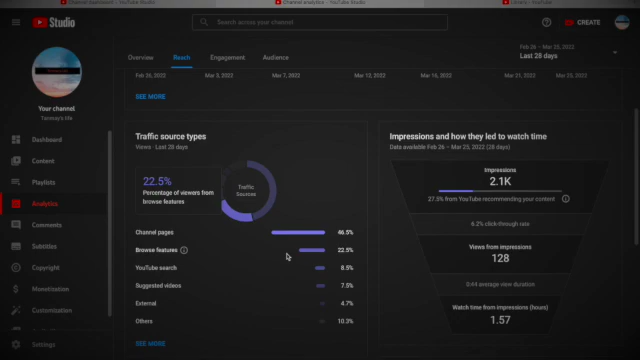 Channel analytics - YouTube Studio
Studio
Search across your channel
CREATE
Overview
Reach
Engagement
Audience
Feb 26 – Mar 25, 2022
Last 28 days
Feb 26, 2022
Mar 5, 2022
Mar 7, 2022
Mar 12, 2022
Mar 16, 2022
Mar 21, 2022
Mar 25, 2022
SEE MORE
Your channel
Dashboard
Content
Playlists
Analytics
Comments
Subtitles
Copyright
Monetization
Customization
Settings
Traffic source types
Views · Last 28 days
22.5%
Percentage of viewers from
browse features
Traffic
Sources
Channel pages 46.5%
Browse features 22.5%
YouTube search 8.5%
Suggested videos 7.5%
External 4.7%
Others 10.3%
SEE MORE
Impressions and how they led to watch time
Data available Feb 26 – Mar 25, 2022 (28 days)
Impressions
2.1K
27.5% from YouTube recommending your content
6.2% click-through rate
Views from impressions
128
0:44 average view duration
Watch time from impressions (hours)
1.57